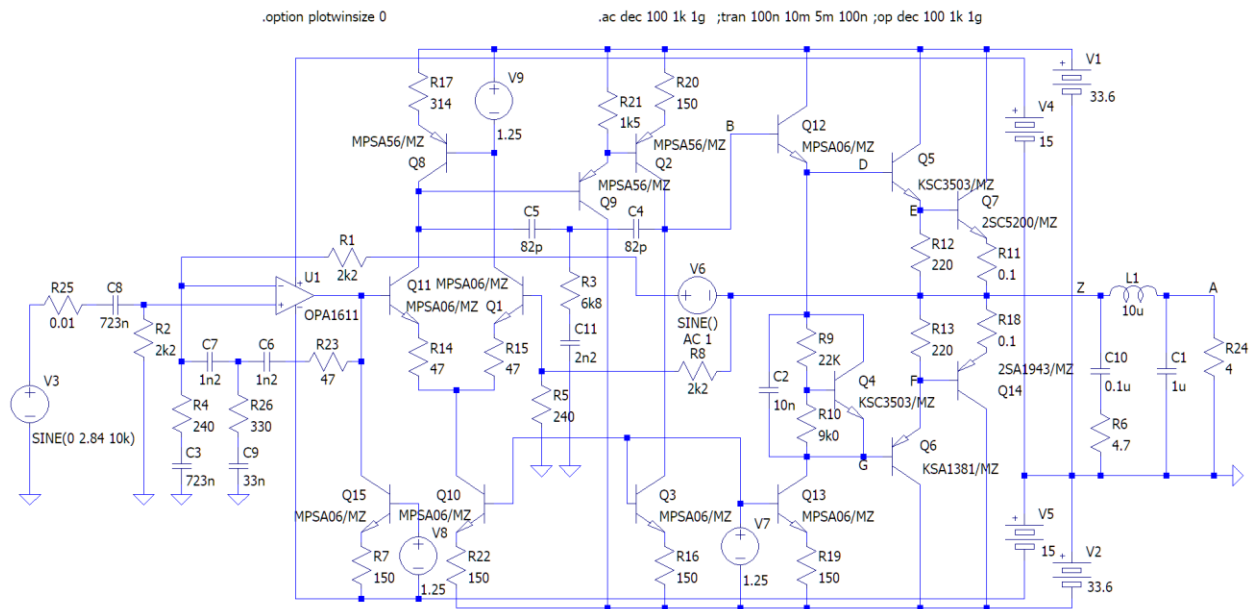 .option plotwinsize 0
.ac dec 100 1k 1g ;tran 100n 10m 5m 100n ;op dec 100 1k 1g
R17
314
V9
1.25
R21
1k5
R20
150
V1
33.6
V4
15
MPSA56/MZ
Q8
MPSA56/MZ
Q2
MPSA56/MZ
Q9
B
Q12
MPSA06/MZ
D
Q5
KSC3503/MZ
E
Q7
2SC5200/MZ
C5
82p
C4
82p
R1
2k2
R3
6k8
C11
2n2
R12
220
R11
0.1
U1
OPA1611
Q11
MPSA06/MZ
MPSA06/MZ
Q1
V6
SINE()
AC 1
Z
L1
10u
A
R25
0.01
C8
723n
R2
2k2
C7
1n2
C6
1n2
R23
47
R14
47
R15
47
R5
240
R8
2k2
R9
22K
C2
10n
Q4
KSC3503/MZ
R10
9k0
R13
220
R18
0.1
2SA1943/MZ
Q14
F
C10
0.1u
C1
1u
R24
4
R6
4.7
V3
SINE(0 2.84 10k)
R4
240
R26
330
C3
723n
C9
33n
G
Q6
KSA1381/MZ
Q15
MPSA06/MZ
Q10
MPSA06/MZ
Q3
MPSA06/MZ
Q13
MPSA06/MZ
R7
150
V8
1.25
R22
150
R16
150
V7
1.25
R19
150
V5
15
V2
33.6